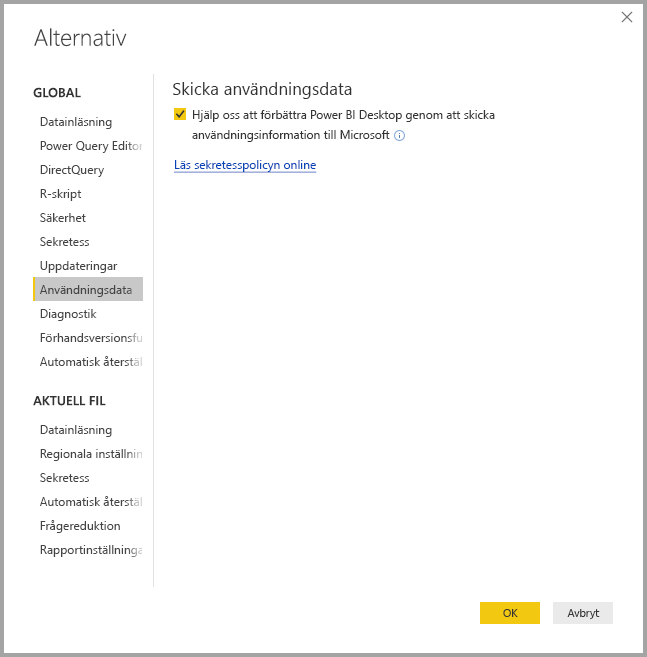 Alternativ
GLOBAL
Datainläsning
Power Query Editor
DirectQuery
R-skript
Säkerhet
Sekretess
Uppdateringar
Användningsdata
Diagnostik
Förhandsversionsfu
Automatisk återstäl
AKTUELL FIL
Datainläsning
Regionala inställnin
Sekretess
Automatisk återstäl
Frågereduktion
Rapportinställninga
Skicka användningsdata
Hjälp oss att förbättra Power BI Desktop genom att skicka
användningsinformation till Microsoft
Läs sekretesspolicyn online
OK
Avbryt